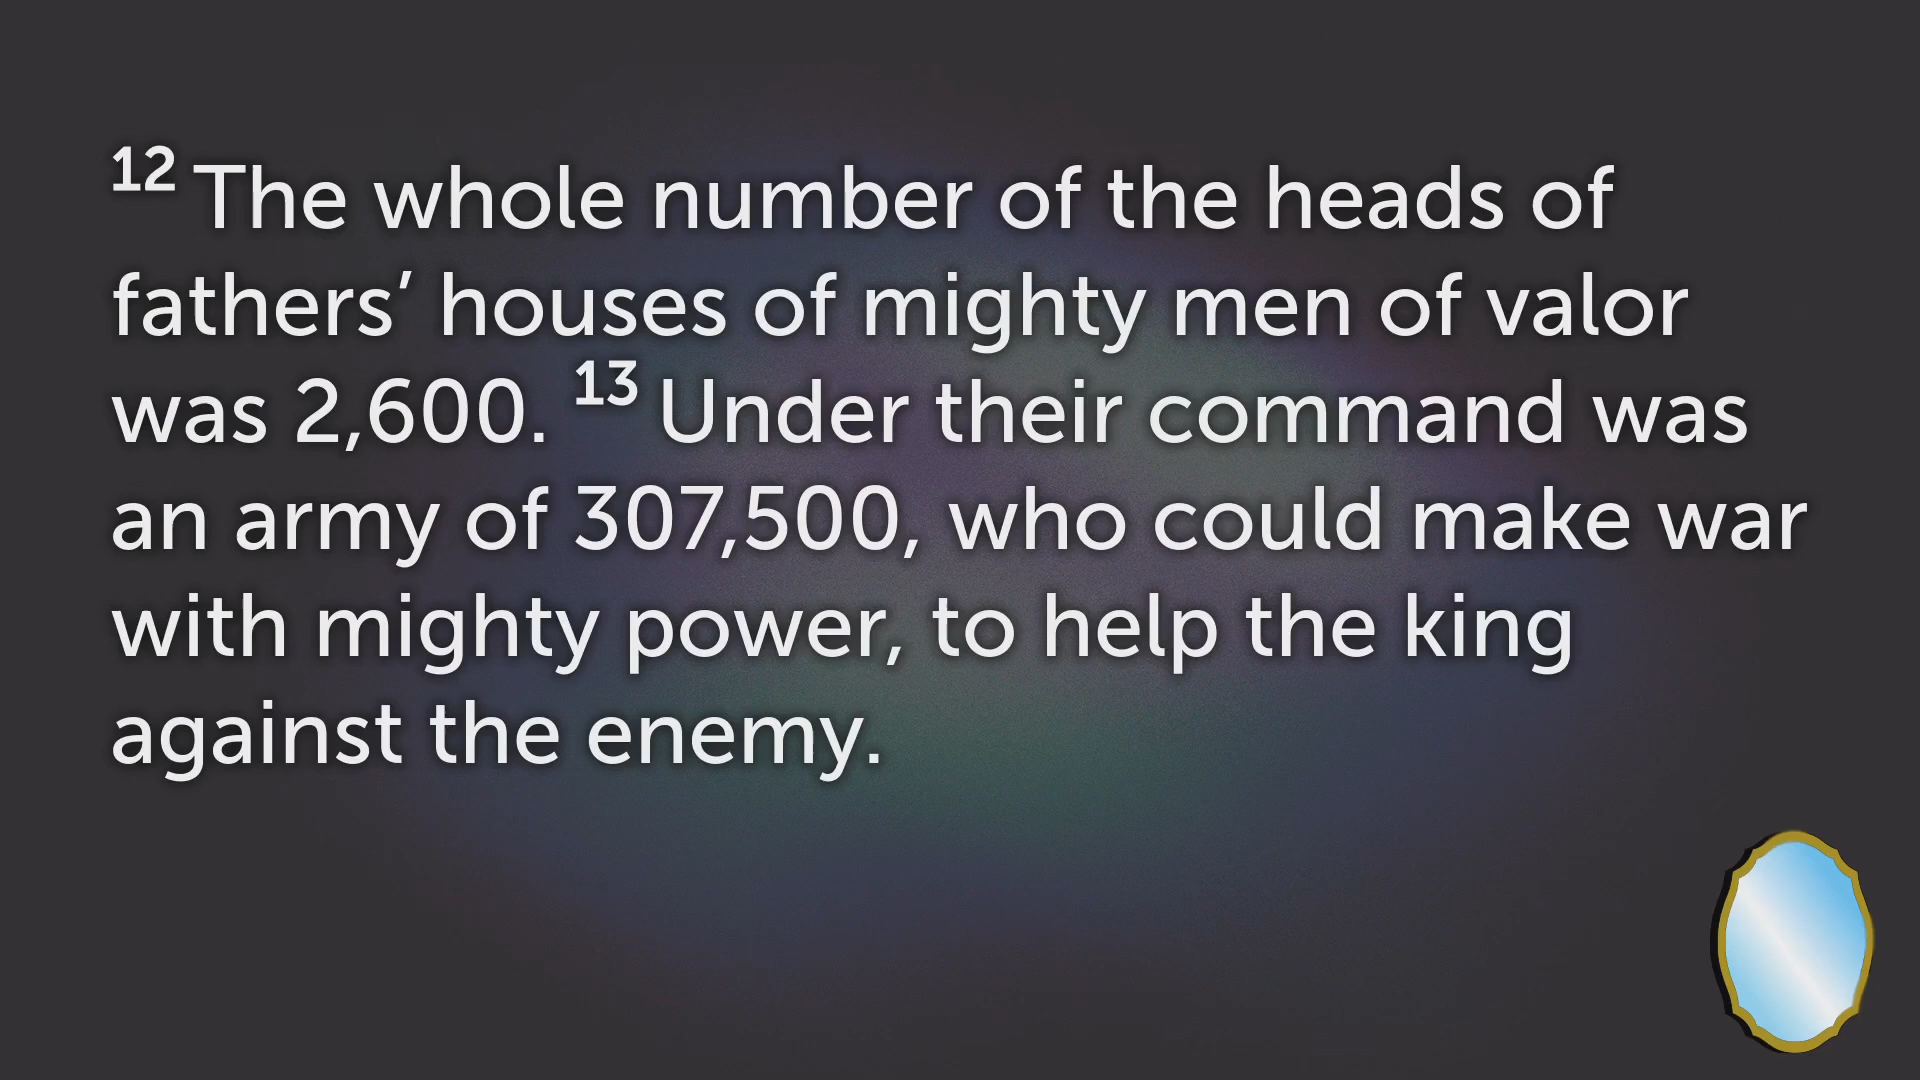 12 The whole number of the heads of
fathers’ houses of mighty men of valor
was 2,600. 13 Under their command was
an army of 307,500, who could make war
with mighty power, to help the king
against the enemy.